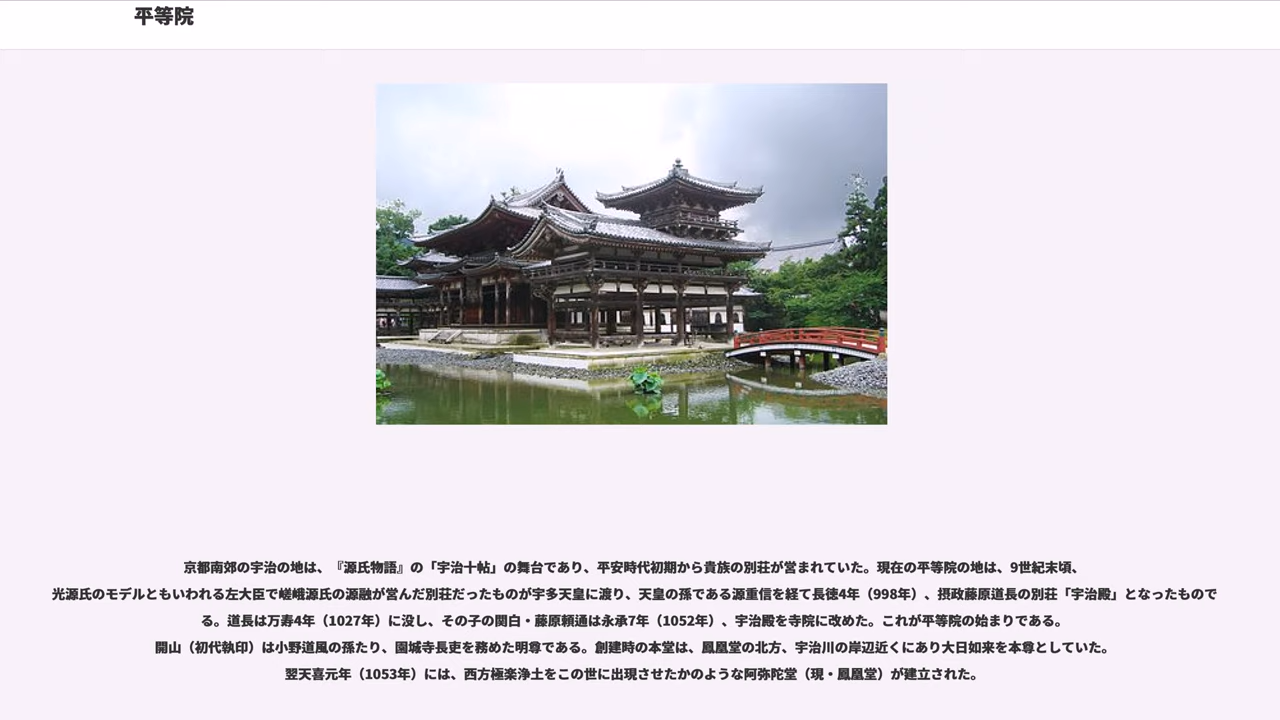 平等院
京都南郊の宇治の地は、『源氏物語』の「宇治十帖」の舞台であり、平安時代初期から貴族の別荘が営まれていた。現在の平等院の地は、9世紀末頃、
光源氏のモデルともいわれる左大臣で嵯峨源氏の源融が営んだ別荘だったものが宇多天皇に渡り、天皇の孫である源重信を経て長徳4年（998年）、摂政藤原道長の別荘「宇治殿」となったもので
る。道長は万寿4年（1027年）に没し、その子の関白・藤原頼通は永承7年（1052年）、宇治殿を寺院に改めた。これが平等院の始まりである。
開山（初代執印）は小野道風の孫たり、園城寺長吏を務めた明尊である。創建時の本堂は、鳳凰堂の北方、宇治川の岸辺近くにあり大日如来を本尊としていた。
翌天喜元年（1053年）には、西方極楽浄土をこの世に出現させたかのような阿弥陀堂（現・鳳凰堂）が建立された。